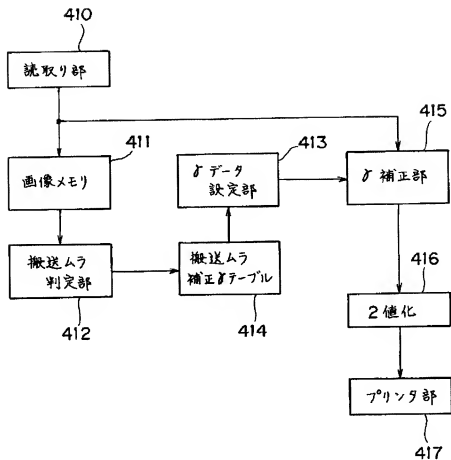 410
読取り部
411
画像メモリ
搬送ムラ
判定部
412
413
γデータ
設定部
搬送ムラ
補正γテーブル
414
415
γ補正部
416
2値化
プリンタ部
417